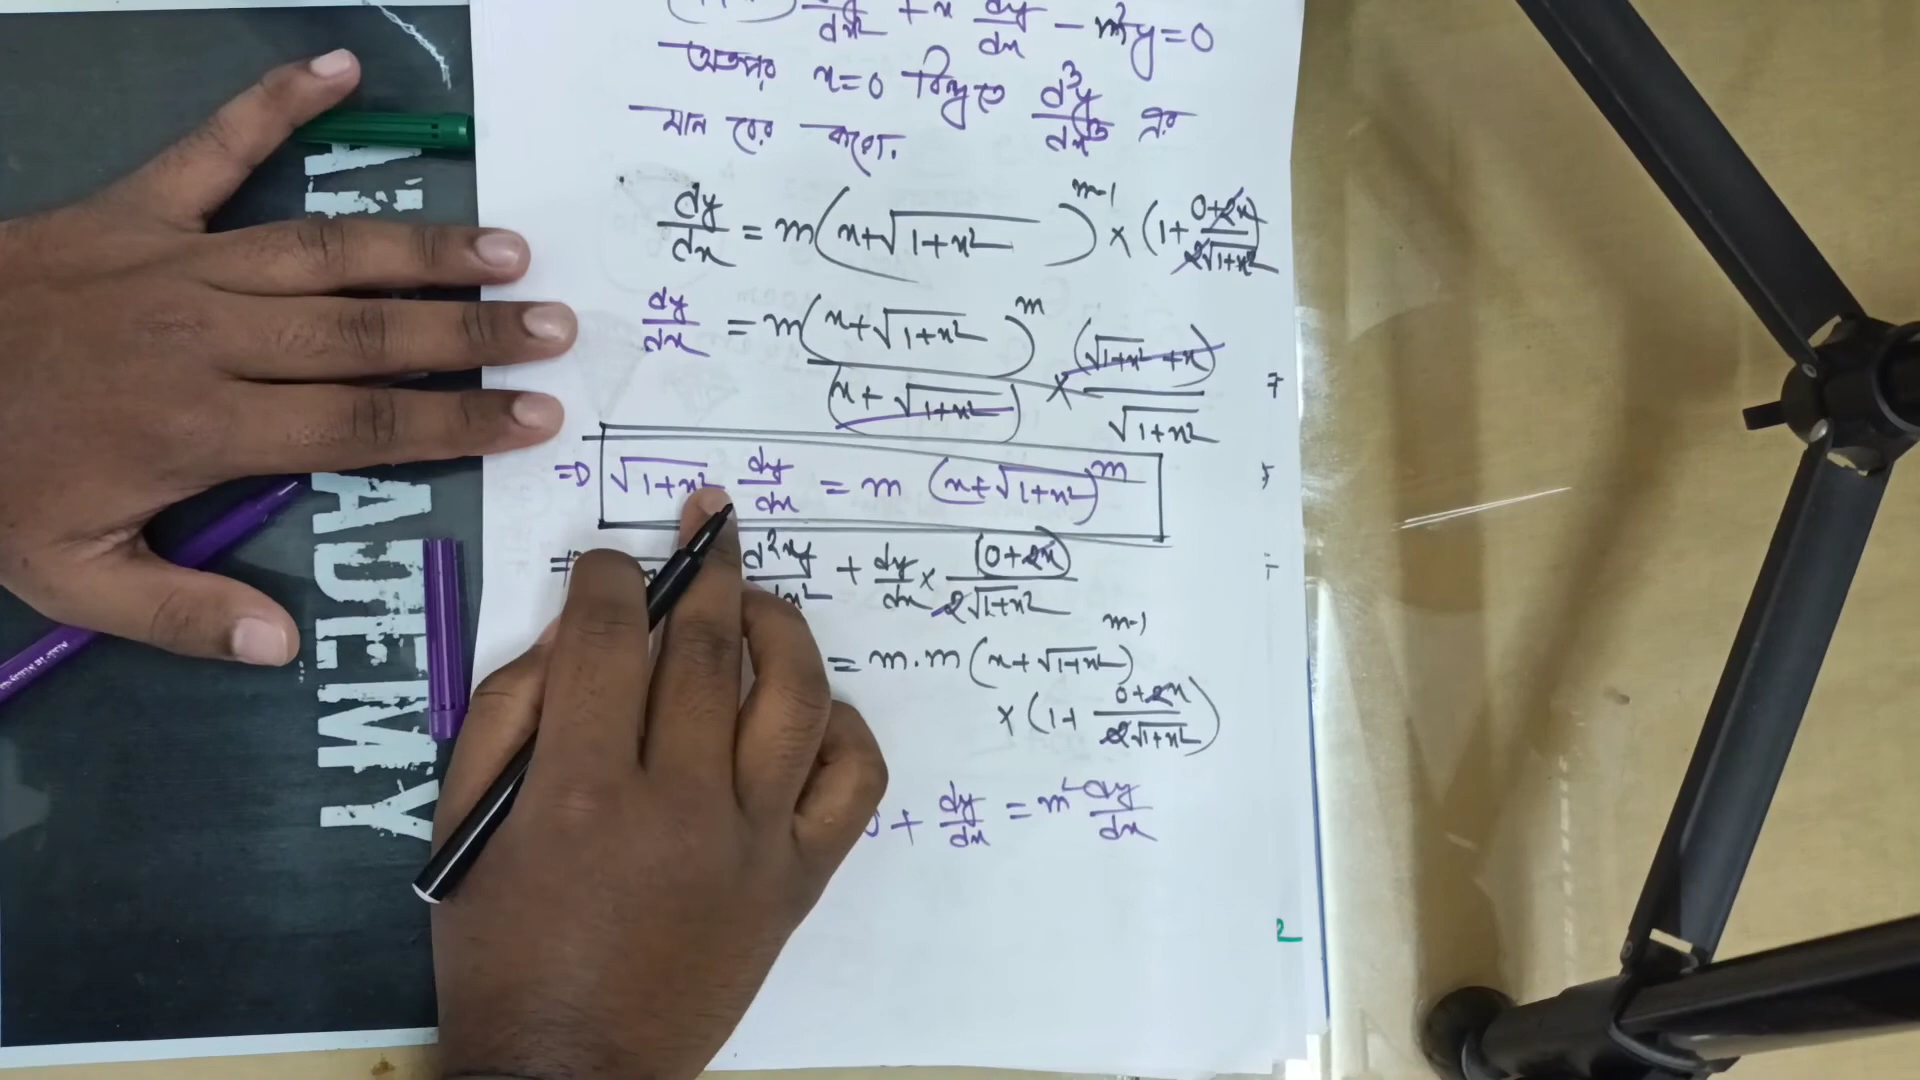 d²y/dx² + x dy/dx − m²y = 0
অতঃপর x=0 বিন্দুতে d³y/dx³ এর
মান বের করো.
dy/dx = m(x+√1+x²)^m-1 × (1+ 0+2x/2√1+x²)
dy/dx = m(x+√1+x²)^m/(x+√1+x²) × (√1+x² +x)/√1+x²
⇒ √1+x² dy/dx = m (x+√1+x²)^m
⇒ d²y/dx² + dy/dx × (0+2x)/2√1+x²
= m.m (x+√1+x²)^m-1
× (1+ 0+2x/2√1+x²)
+ dy/dx = m² dy/dx
2
ADEMY